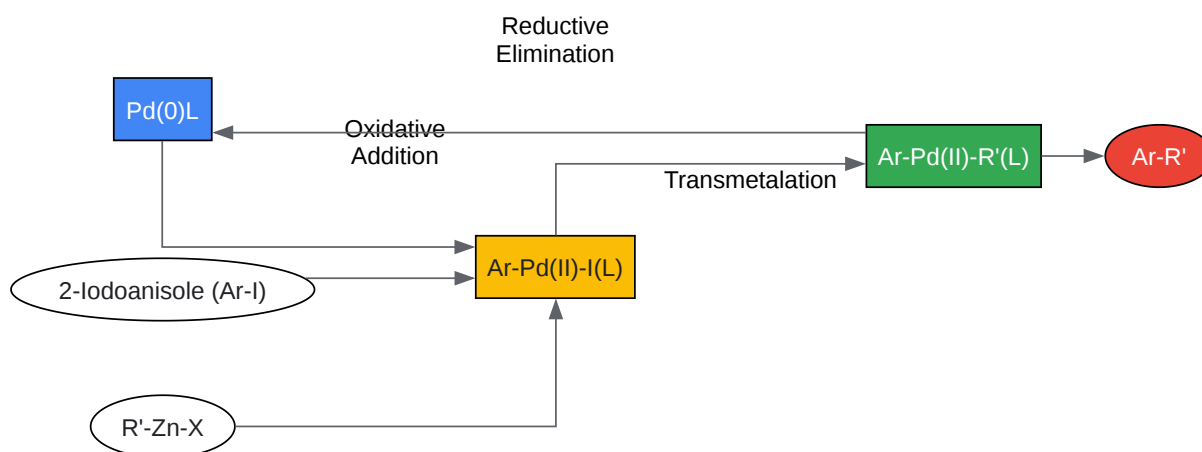 Reductive
Elimination
Pd(0)L
Oxidative
Addition
Ar-Pd(II)-R'(L)
Ar-R'
Transmetalation
Ar-Pd(II)-I(L)
2-Iodoanisole (Ar-I)
R'-Zn-X